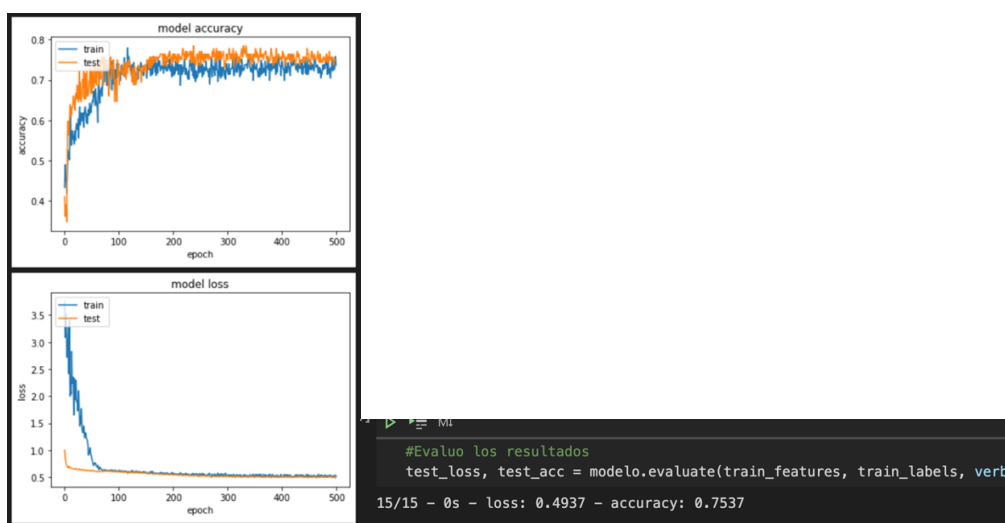 model accuracy
0.8
0.7
0.6
0.5
0.4
accuracy
train
test
0 100 200 300 400 500
epoch
model loss
3.5
3.0
2.5
2.0
1.5
1.0
0.5
loss
train
test
0 100 200 300 400 500
epoch
M↓
#Evaluo los resultados
test_loss, test_acc = modelo.evaluate(train_features, train_labels, verb
15/15 - 0s - loss: 0.4937 - accuracy: 0.7537